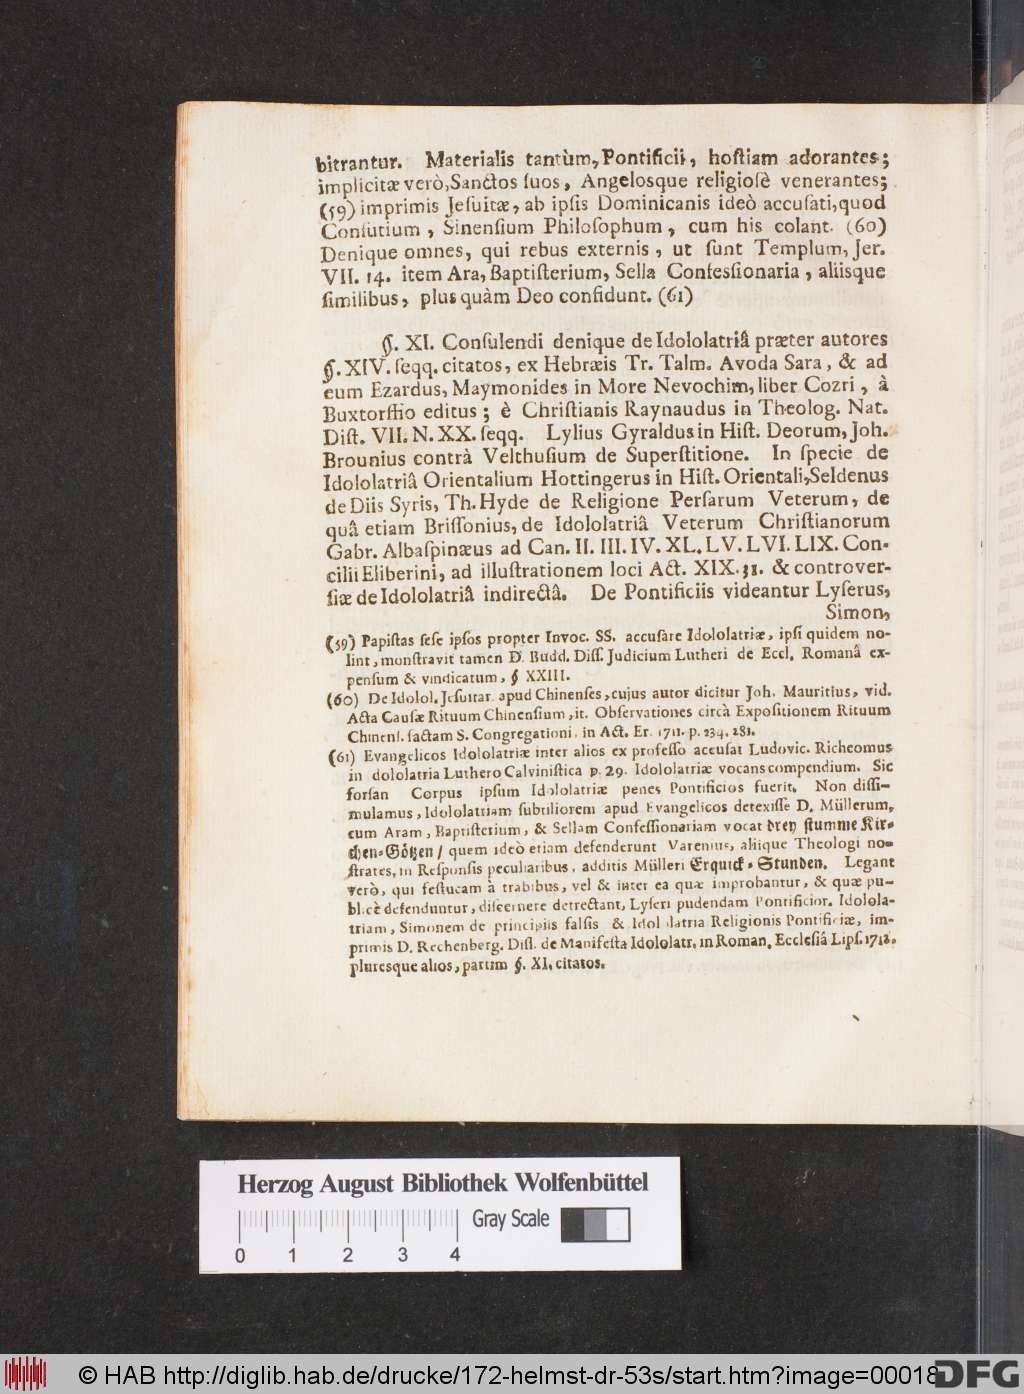 bitrantur. Materialis tantùm, Pontificii, hoſtiam adorantes;
implicitæ verò, Sanctos ſuos, Angelosque religioſè venerantes;
(59) imprimis Jeſuitæ, ab ipſis Dominicanis ideò accuſati, quod
Confutium, Sinenſium Philoſophum, cum his colant. (60)
Denique omnes, qui rebus externis, ut ſunt Templum, Jer.
VII. 14. item Ara, Baptiſterium, Sella Confeſſionaria, aliisque
ſimilibus, plus quàm Deo confidunt. (61)
§. XI. Conſulendi denique de Idololatriâ præter autores
§. XIV. ſeqq. citatos, ex Hebræis Tr. Talm. Avoda Sara, & ad
eum Ezardus, Maymonides in More Nevochim, liber Cozri, à
Buxtorffio editus; è Chriſtianis Raynaudus in Theolog. Nat.
Diſt. VII. N. XX. ſeqq. Lylius Gyraldus in Hiſt. Deorum, Joh.
Brounius contrà Velthuſium de Superſtitione. In ſpecie de
Idololatriâ Orientalium Hottingerus in Hiſt. Orientali, Seldenus
de Diis Syris, Th. Hyde de Religione Perſarum Veterum, de
quâ etiam Briſſonius, de Idololatriâ Veterum Chriſtianorum
Gabr. Albaſpinæus ad Can. II. III. IV. XL. LV. LVI. LIX. Con-
cilii Eliberini, ad illuſtrationem loci Act. XIX. 31. & controver-
ſiæ de Idololatriâ indirectâ. De Pontificiis videantur Lyſerus,
Simon,
(59) Papiſtas ſeſe ipſos propter Invoc. SS. accuſare Idololatriæ, ipſi quidem no-
lint, monſtravit tamen D. Budd. Diſſ. Judicium Lutheri de Eccl. Romanâ ex-
penſum & vindicatum, § XXIII.
(60) De Idolol. Jeſuitar. apud Chinenſes, cujus autor dicitur Joh. Mauritius, vid.
Acta Cauſæ Rituum Chinenſium, it. Obſervationes circà Expoſitionem Rituum
Chinenſ. factam S. Congregationi. in Act. Er. 1711. p. 234. 281.
(61) Evangelicos Idololatriæ inter alios ex profeſſo accuſat Ludovic. Richeomus
in dololatria Luthero Calviniſtica p. 29. Idololatriæ vocans compendium. Sic
forſan Corpus ipſum Idololatriæ penes Pontificios fuerit. Non diſſi-
mulamus, Idololatriam ſubtiliorem apud Evangelicos detexiſſe D. Müllerum,
cum Aram, Baptiſterium, & Sellam Confeſſionariam vocat drey ſtumme Kir-
chen-Götzen/ quem ideò etiam defenderunt Varenius, aliique Theologi no-
ſtrates, in Reſponſis peculiaribus, additis Mülleri Erquick-Stunden. Legant
verò, qui feſtucam à trabibus, vel & inter ea quæ improbantur, & quæ pu-
blicè defenduntur, diſcernere detrectant, Lyſeri pudendam Pontificior. Idolola-
triam, Simonem de principiis falſis & Idololatria Religionis Pontificiæ, im-
primis D. Rechenberg. Diſſ. de Manifeſta Idololatr. in Roman. Eccleſiâ Lipſ. 1712.
plureſque alios, partim §. XI. citatos.
Herzog August Bibliothek Wolfenbüttel
Gray Scale
0 1 2 3 4
© HAB http://diglib.hab.de/drucke/172-helmst-dr-53s/start.htm?image=00018
DFG